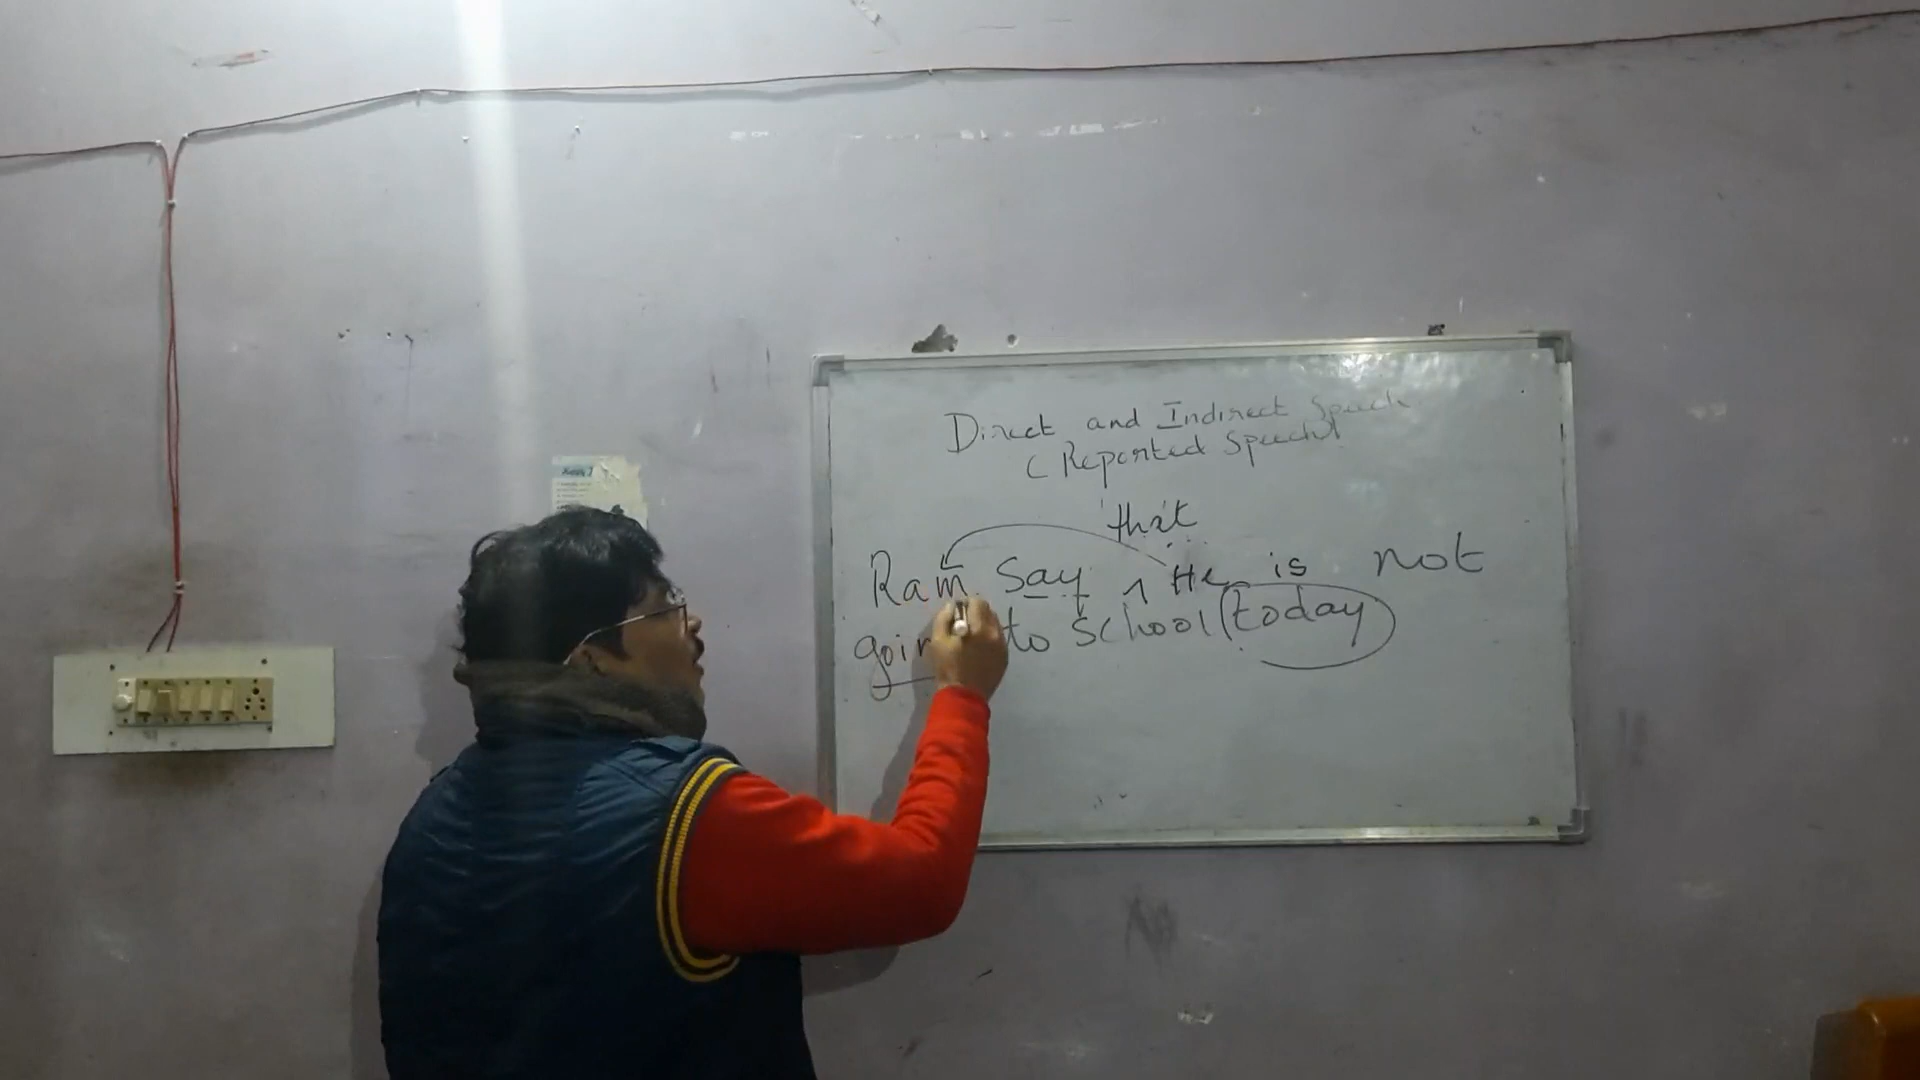 Direct and Indirect Speech
( Reported Speech)
that
Ram Say He is not
going to School (today)